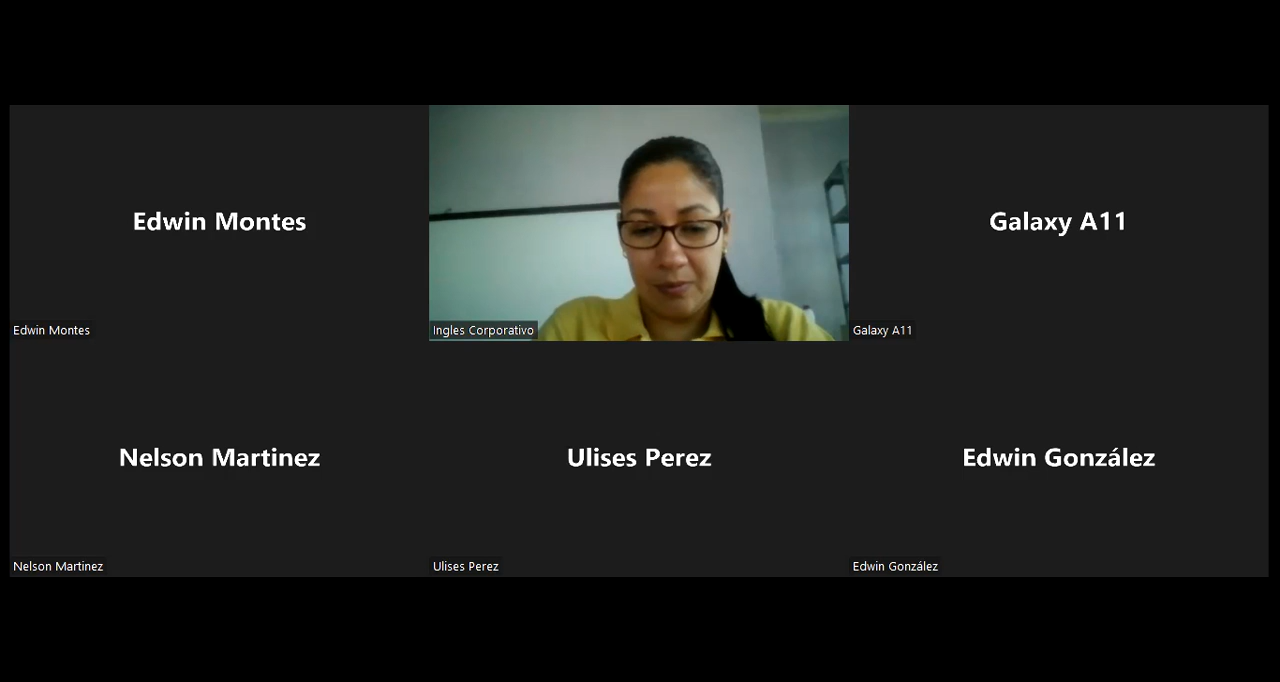 Edwin Montes
Galaxy A11
Edwin Montes
Ingles Corporativo
Galaxy A11
Nelson Martinez
Ulises Perez
Edwin González
Nelson Martinez
Ulises Perez
Edwin González